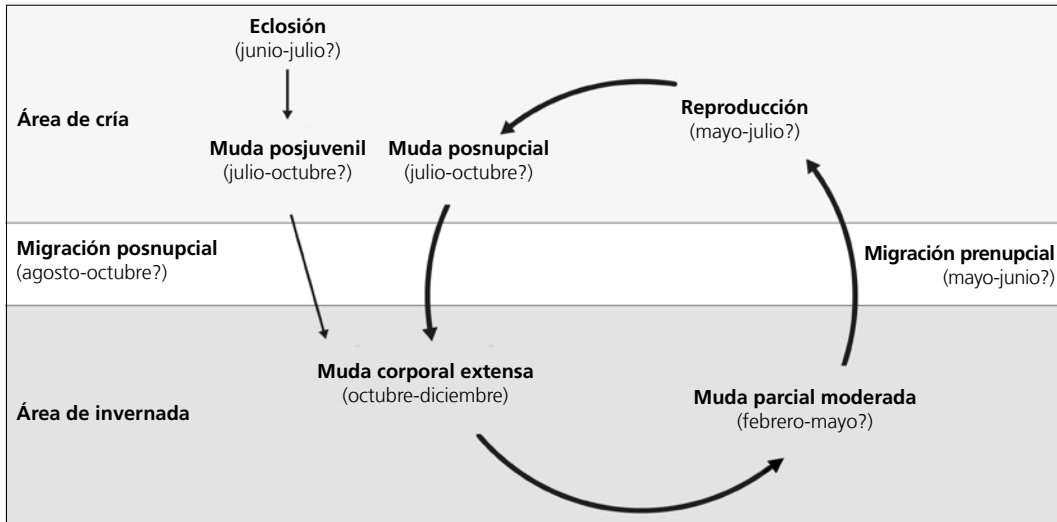 Eclosión
(junio-julio?)
Área de cría
Reproducción
(mayo-julio?)
Muda posjuvenil
(julio-octubre?)
Muda posnupcial
(julio-octubre?)
Migración posnupcial
(agosto-octubre?)
Migración prenupcial
(mayo-junio?)
Muda corporal extensa
(octubre-diciembre)
Área de invernada
Muda parcial moderada
(febrero-mayo?)